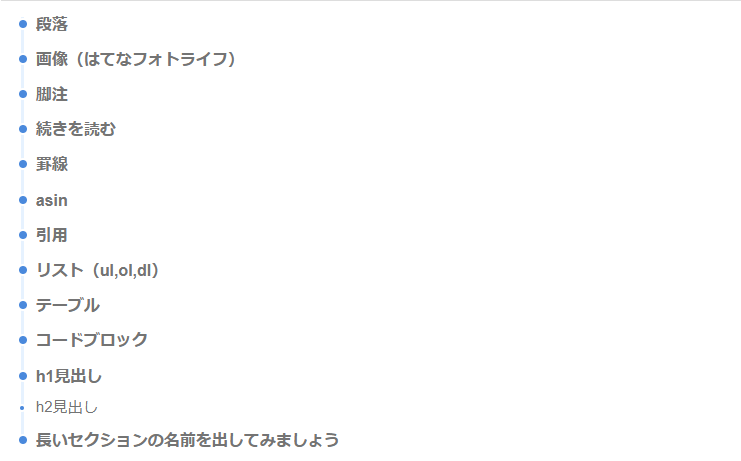 段落
画像（はてなフォトライフ）
脚注
続きを読む
罫線
asin
引用
リスト（ul,ol,dl）
テーブル
コードブロック
h1見出し
h2見出し
長いセクションの名前を出してみましょう